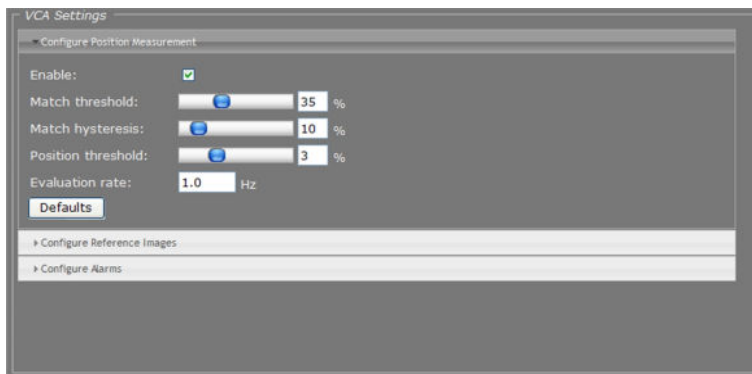 VCA Settings
Configure Position Measurement
Enable:
Match threshold: 35 %
Match hysteresis: 10 %
Position threshold: 3 %
Evaluation rate: 1.0 Hz
Defaults
Configure Reference Images
Configure Alarms